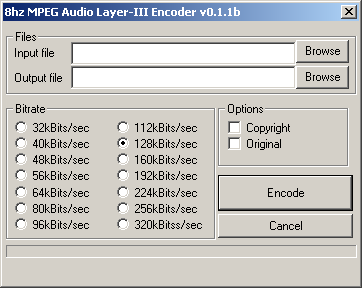 8hz MPEG Audio Layer-III Encoder v0.1.1b
Files
Input file
Browse
Output file
Browse
Bitrate
32kBits/sec
40kBits/sec
48kBits/sec
56kBits/sec
64kBits/sec
80kBits/sec
96kBits/sec
112kBits/sec
128kBits/sec
160kBits/sec
192kBits/sec
224kBits/sec
256kBits/sec
320kBitss/sec
Options
Copyright
Original
Encode
Cancel